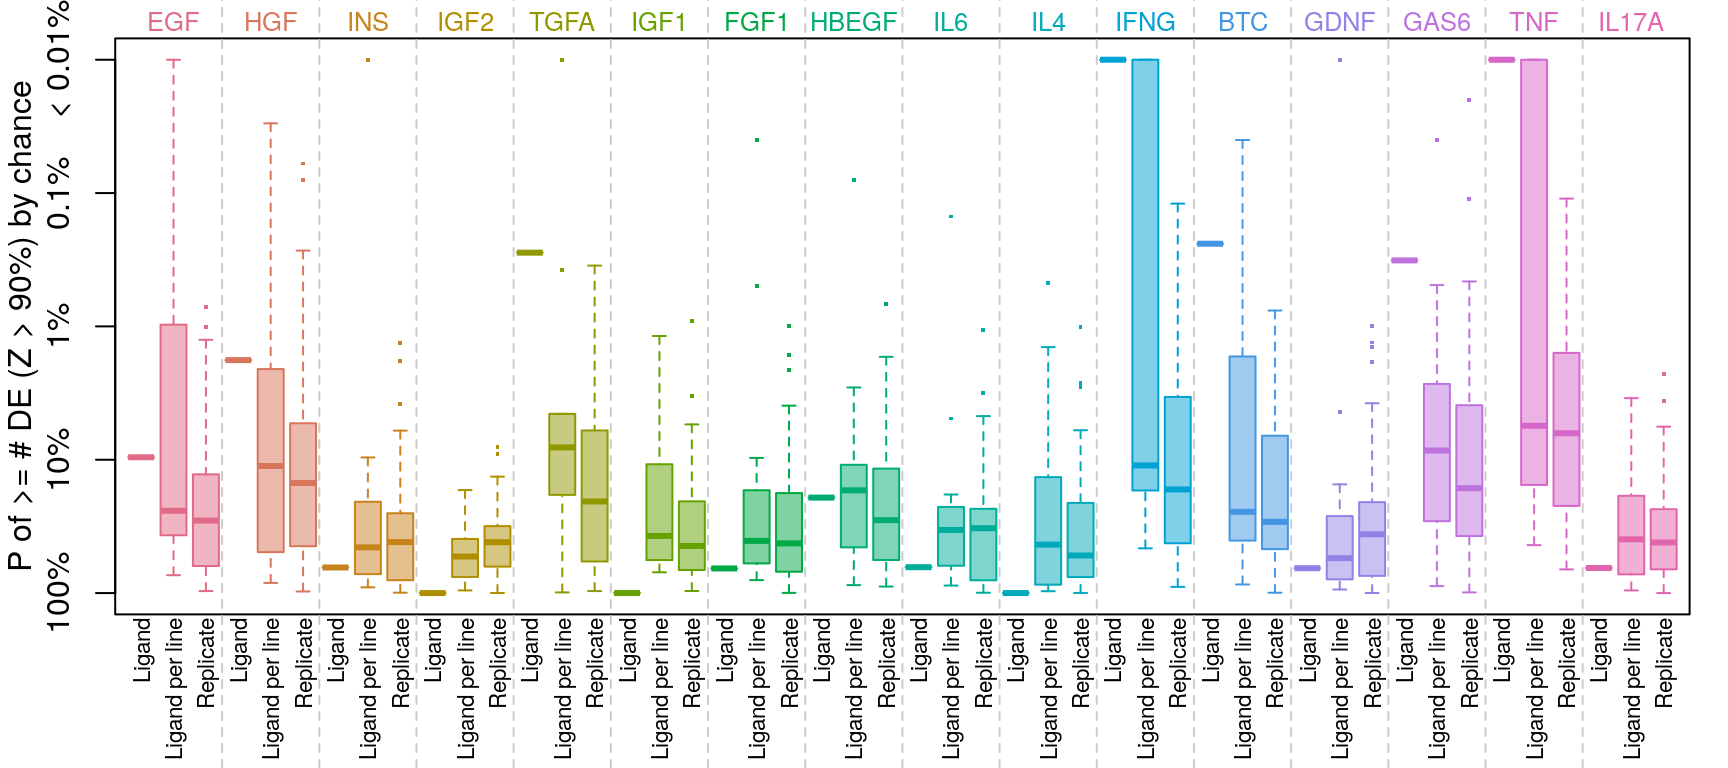 EGF HGF INS IGF2 TGFA IGF1 FGF1 HBEGF IL6 IL4 IFNG BTC GDNF GAS6 TNF IL17A
P of >= # DE (Z > 90%) by chance
< 0.01%
0.1%
1%
10%
100%
Ligand Ligand per line Replicate Ligand Ligand per line Replicate Ligand Ligand per line Replicate Ligand Ligand per line Replicate Ligand Ligand per line Replicate Ligand Ligand per line Replicate Ligand Ligand per line Replicate Ligand Ligand per line Replicate Ligand Ligand per line Replicate Ligand Ligand per line Replicate Ligand Ligand per line Replicate Ligand Ligand per line Replicate Ligand Ligand per line Replicate Ligand Ligand per line Replicate Ligand Ligand per line Replicate Ligand Ligand per line Replicate